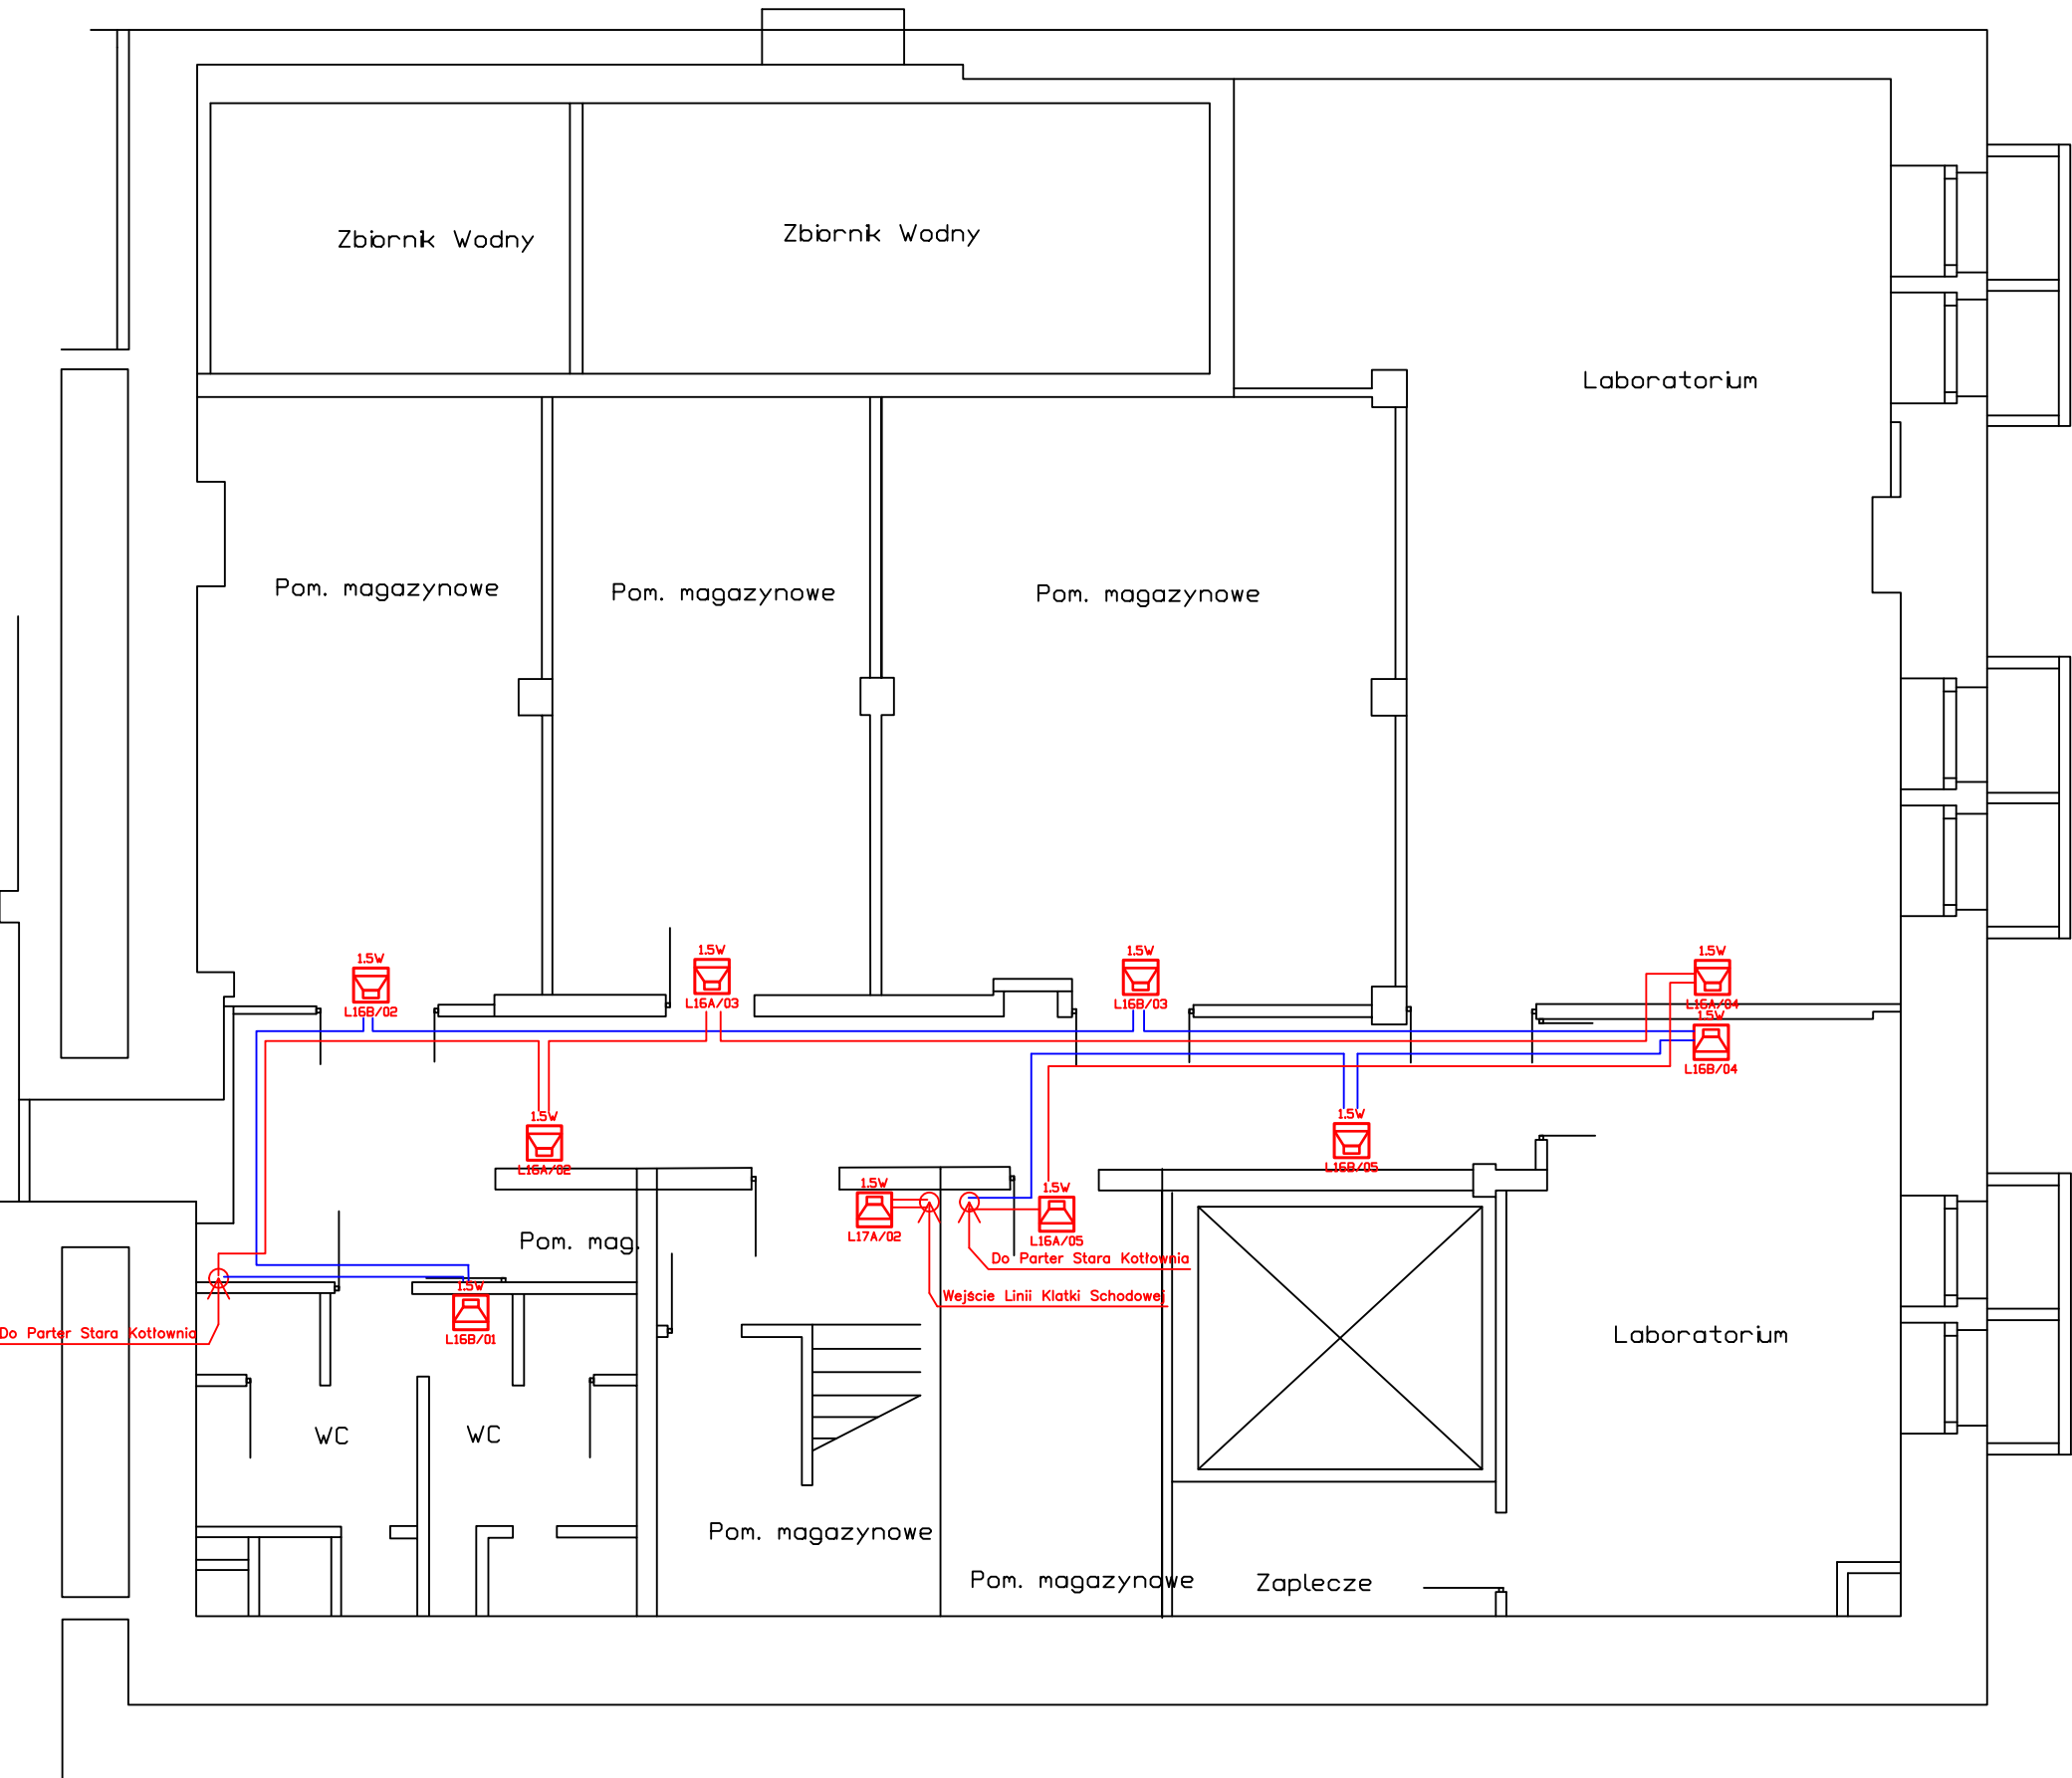 Zbiornik Wodny
Zbiornik Wodny
Laboratorium
Pom. magazynowe
Pom. magazynowe
Pom. magazynowe
1.5W
L16B/02
1.5W
L16A/03
1.5W
L16B/03
1.5W
L16A/04
1.5W
L16B/04
1.5W
L16A/02
1.5W
L16B/05
1.5W
L17A/02
1.5W
L16A/05
Pom. mag.
Do Parter Stara Kotłownia
Wejście Linii Klatki Schodowej
1.5W
L16B/01
Do Parter Stara Kotłownia
Laboratorium
WC
WC
Pom. magazynowe
Pom. magazynowe
Zaplecze